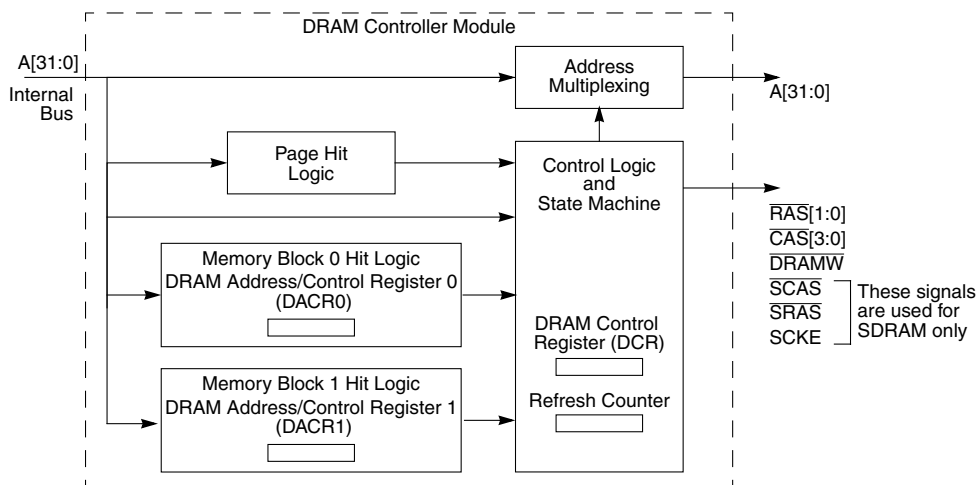 DRAM Controller Module
A[31:0]
Internal
Bus
Address
Multiplexing
A[31:0]
Page Hit
Logic
Control Logic
and
State Machine
RAS[1:0]
CAS[3:0]
DRAMW
SCAS
SRAS
SCKE
These signals
are used for
SDRAM only
Memory Block 0 Hit Logic
DRAM Address/Control Register 0
(DACR0)
DRAM Control
Register (DCR)
Refresh Counter
Memory Block 1 Hit Logic
DRAM Address/Control Register 1
(DACR1)